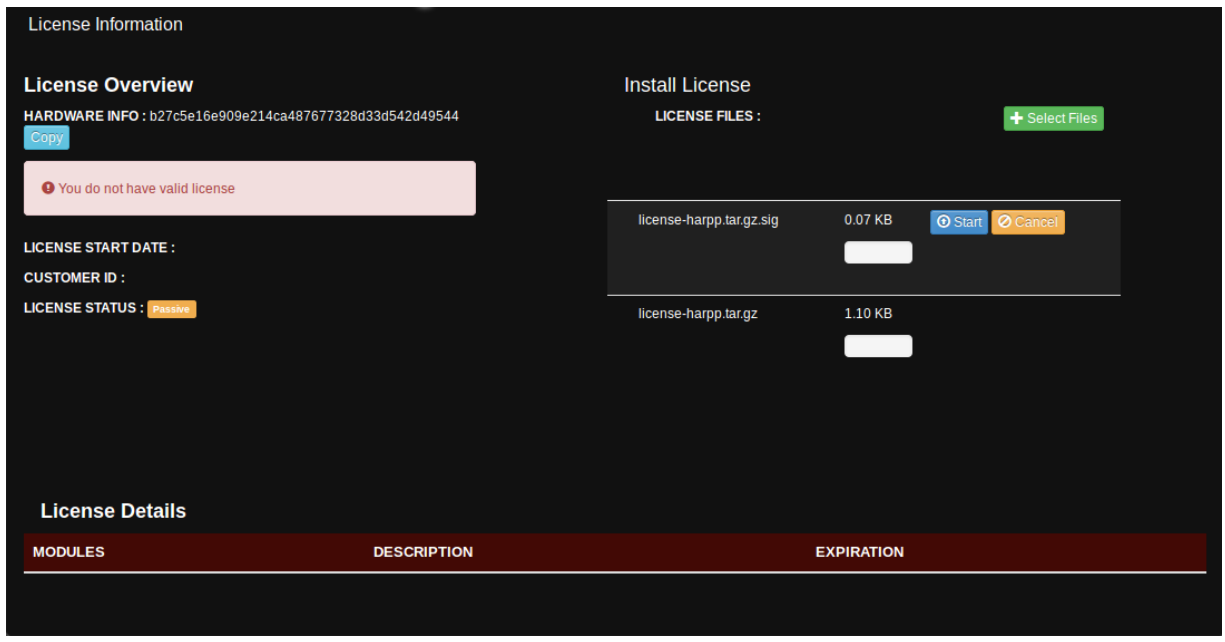 License Information
License Overview
HARDWARE INFO : b27c5e16e909e214ca487677328d33d542d49544
Copy
You do not have valid license
LICENSE START DATE :
CUSTOMER ID :
LICENSE STATUS : Passive
Install License
LICENSE FILES :
Select Files
license-harpp.tar.gz.sig 0.07 KB Start Cancel
license-harpp.tar.gz 1.10 KB
License Details
MODULES DESCRIPTION EXPIRATION